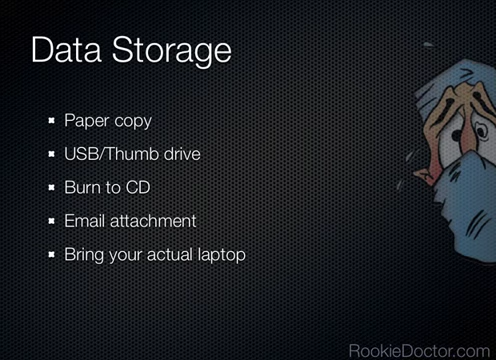 Data Storage
Paper copy
USB/Thumb drive
Burn to CD
Email attachment
Bring your actual laptop
RookieDoctor.com